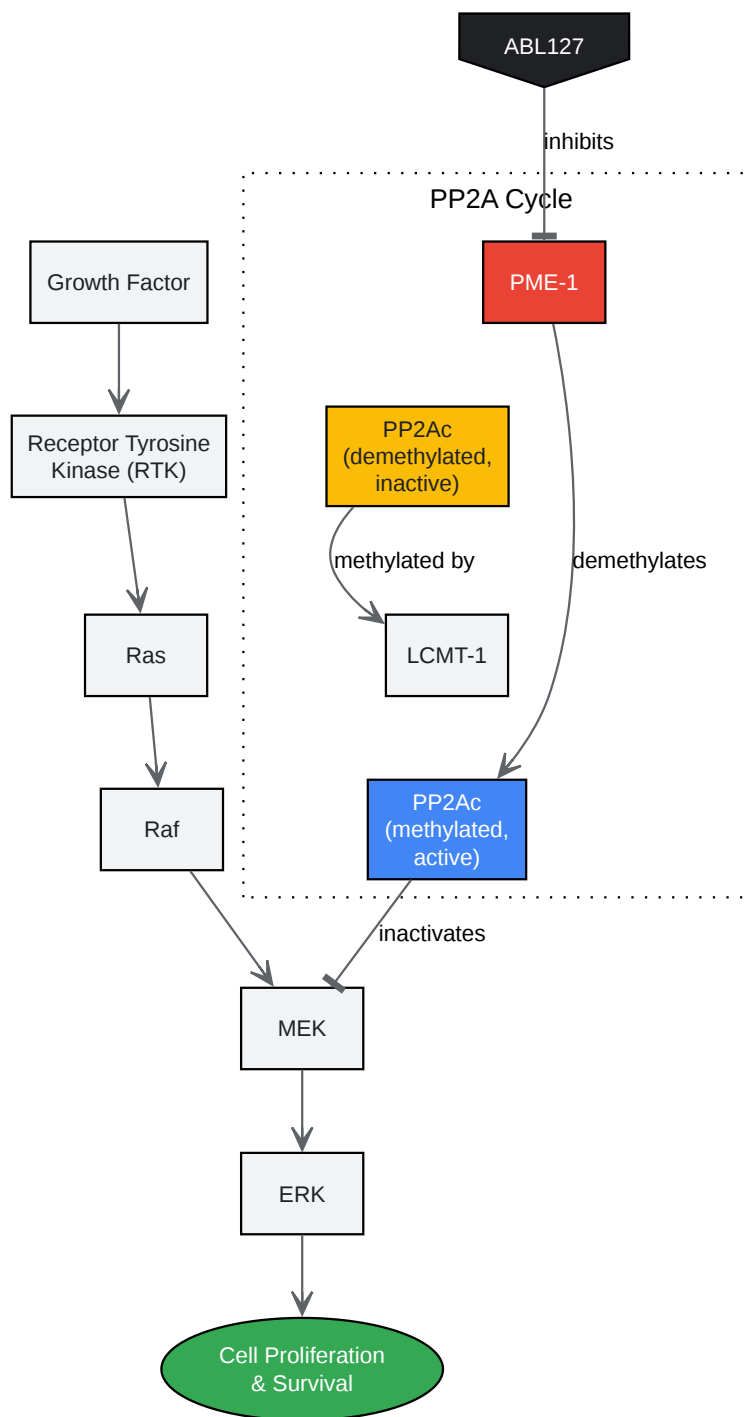 ABL127
inhibits
PP2A Cycle
Growth Factor
PME-1
Receptor Tyrosine
Kinase (RTK)
PP2Ac
(demethylated,
inactive)
methylated by
demethylates
Ras
LCMT-1
Raf
PP2Ac
(methylated,
active)
inactivates
MEK
ERK
Cell Proliferation
& Survival